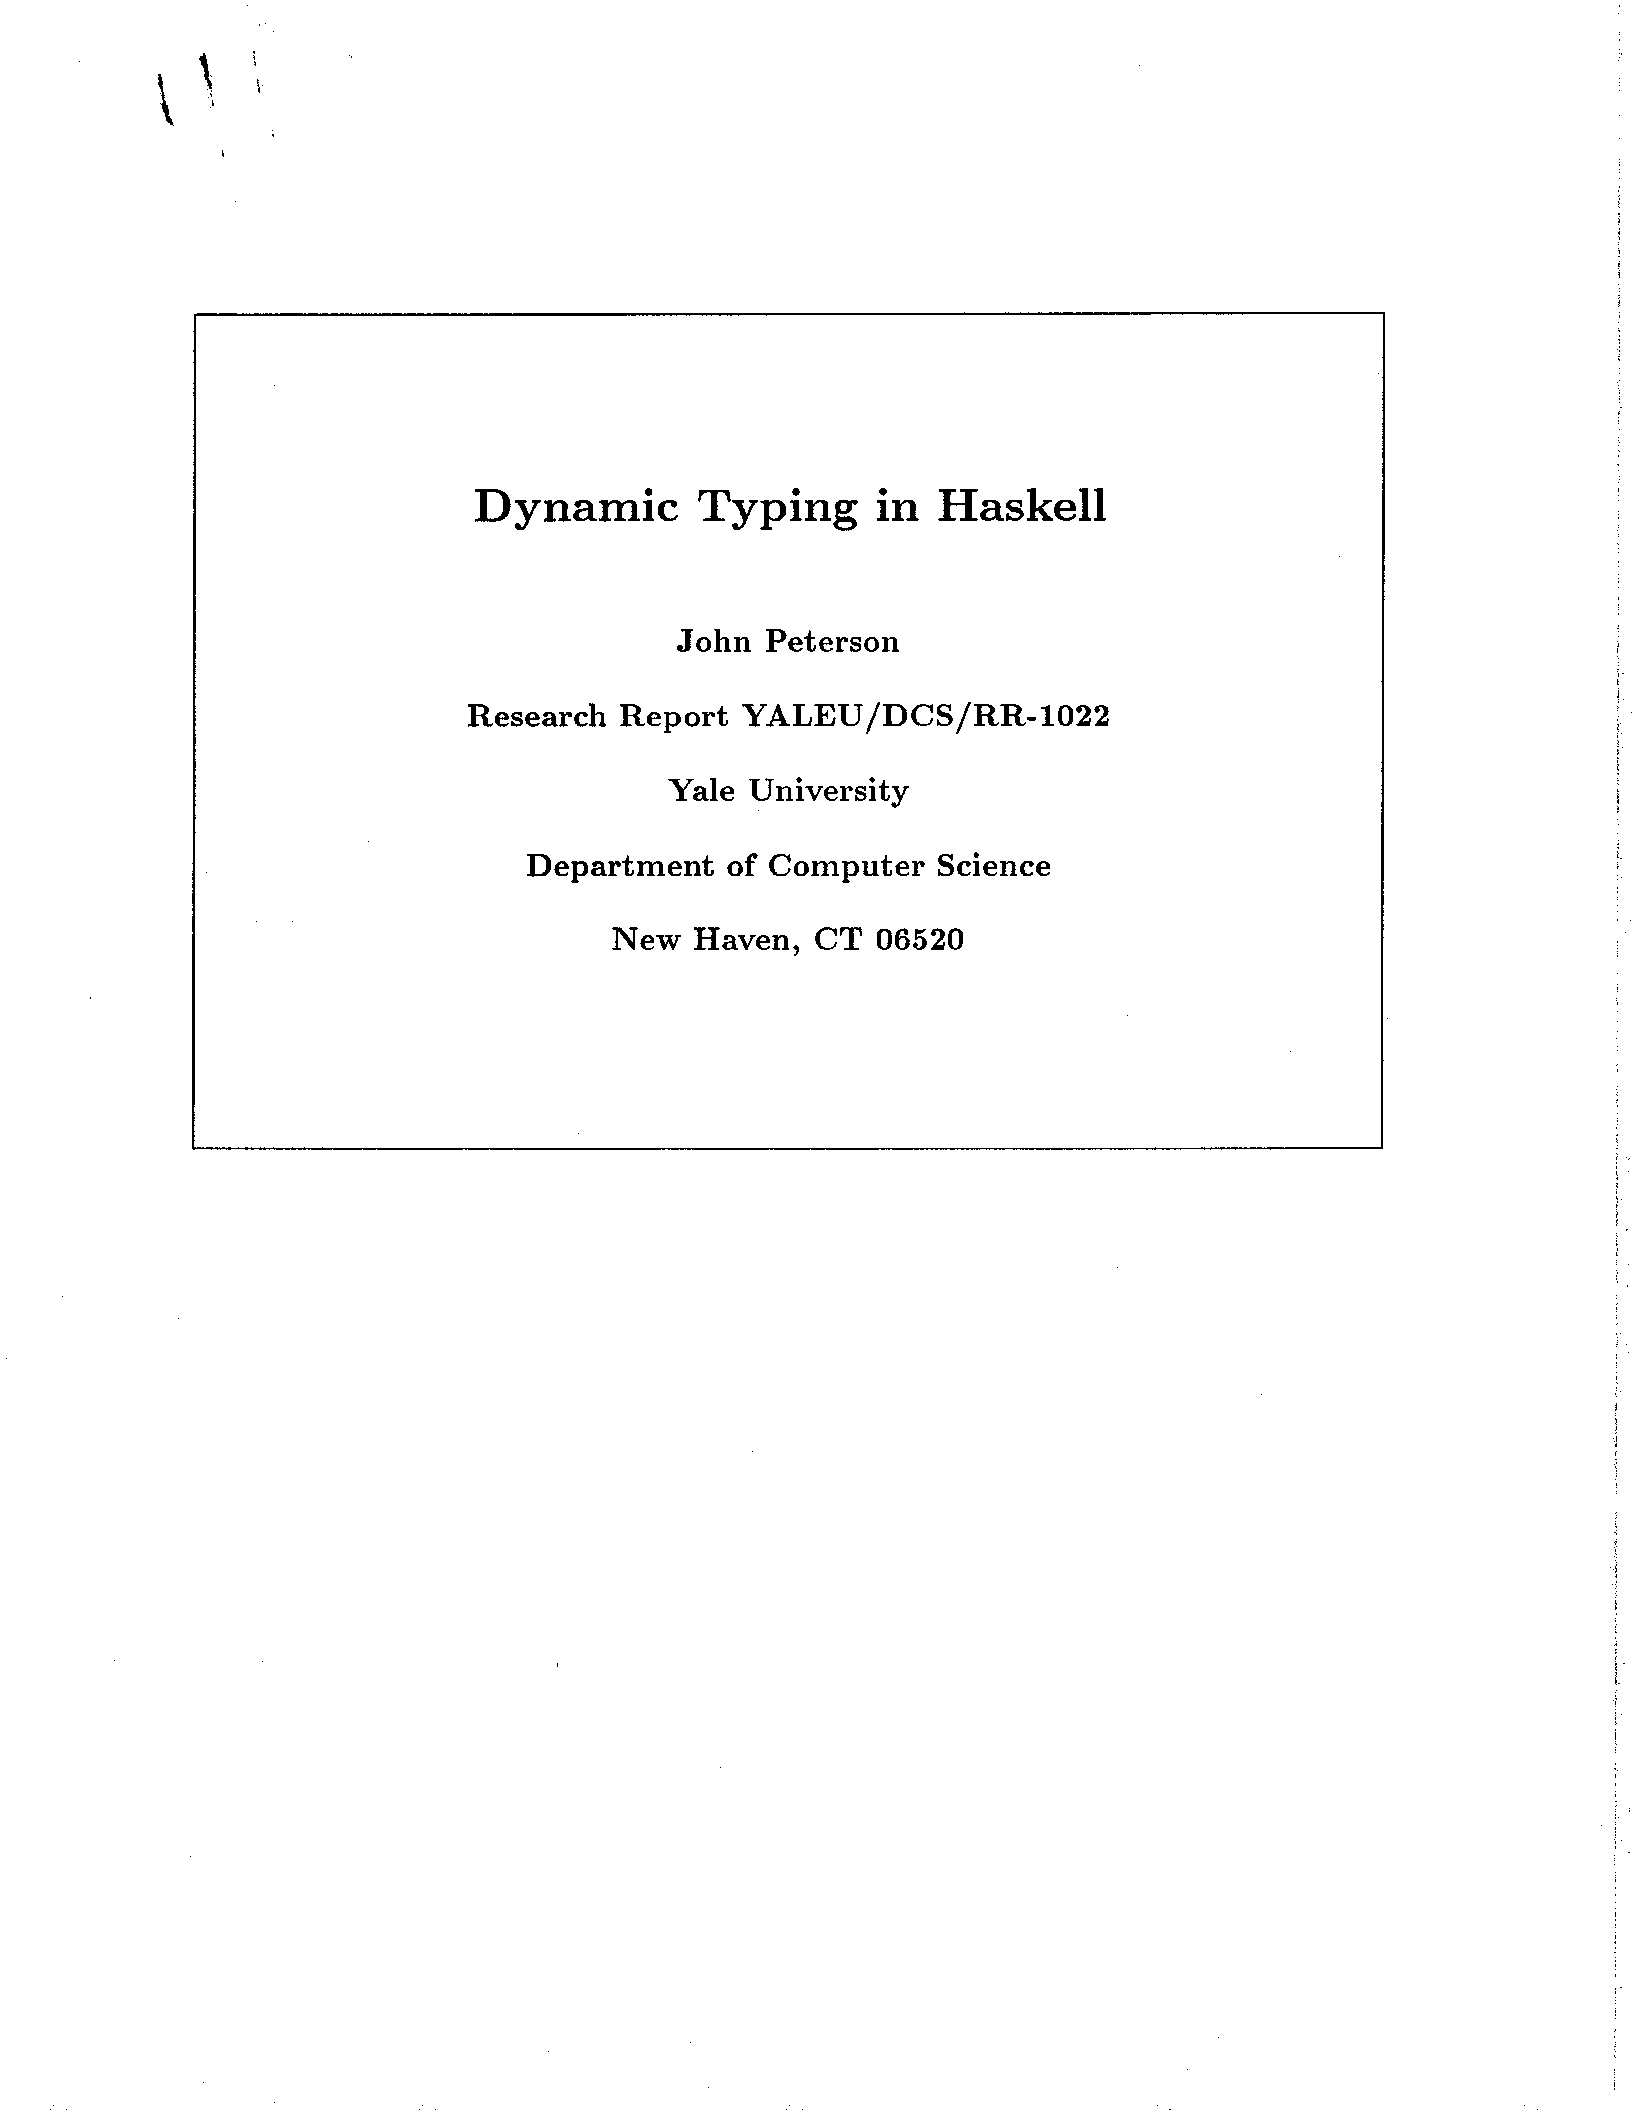 Dynamic Typing in Haskell
John Peterson
Research Report YALEU/DCS/RR-1022
Yale University
Department of Computer Science
New Haven, CT 06520